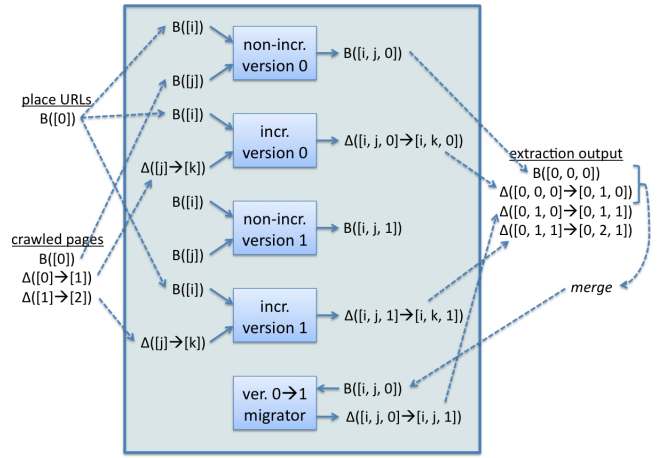 place URLs
B([0])
crawled pages
B([0])
Δ([0]→[1])
Δ([1]→[2])
B([i])
B([j])
non-incr.
version 0
B([i, j, 0])
B([i])
Δ([j]→[k])
incr.
version 0
Δ([i, j, 0]→[i, k, 0])
B([i])
B([j])
non-incr.
version 1
B([i, j, 1])
B([i])
Δ([j]→[k])
incr.
version 1
Δ([i, j, 1]→[i, k, 1])
ver. 0→1
migrator
B([i, j, 0])
Δ([i, j, 0]→[i, j, 1])
extraction output
B([0, 0, 0])
Δ([0, 0, 0]→[0, 1, 0])
Δ([0, 1, 0]→[0, 1, 1])
Δ([0, 1, 1]→[0, 2, 1])
merge